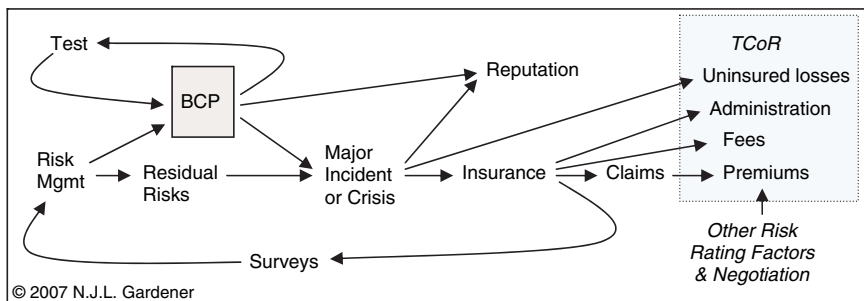 Test
TCoR
BCP
Reputation
Uninsured losses
Administration
Fees
Risk
Mgmt
Residual
Risks
Major
Incident
or Crisis
Insurance
Claims
Premiums
Surveys
Other Risk
Rating Factors
& Negotiation
© 2007 N.J.L. Gardener